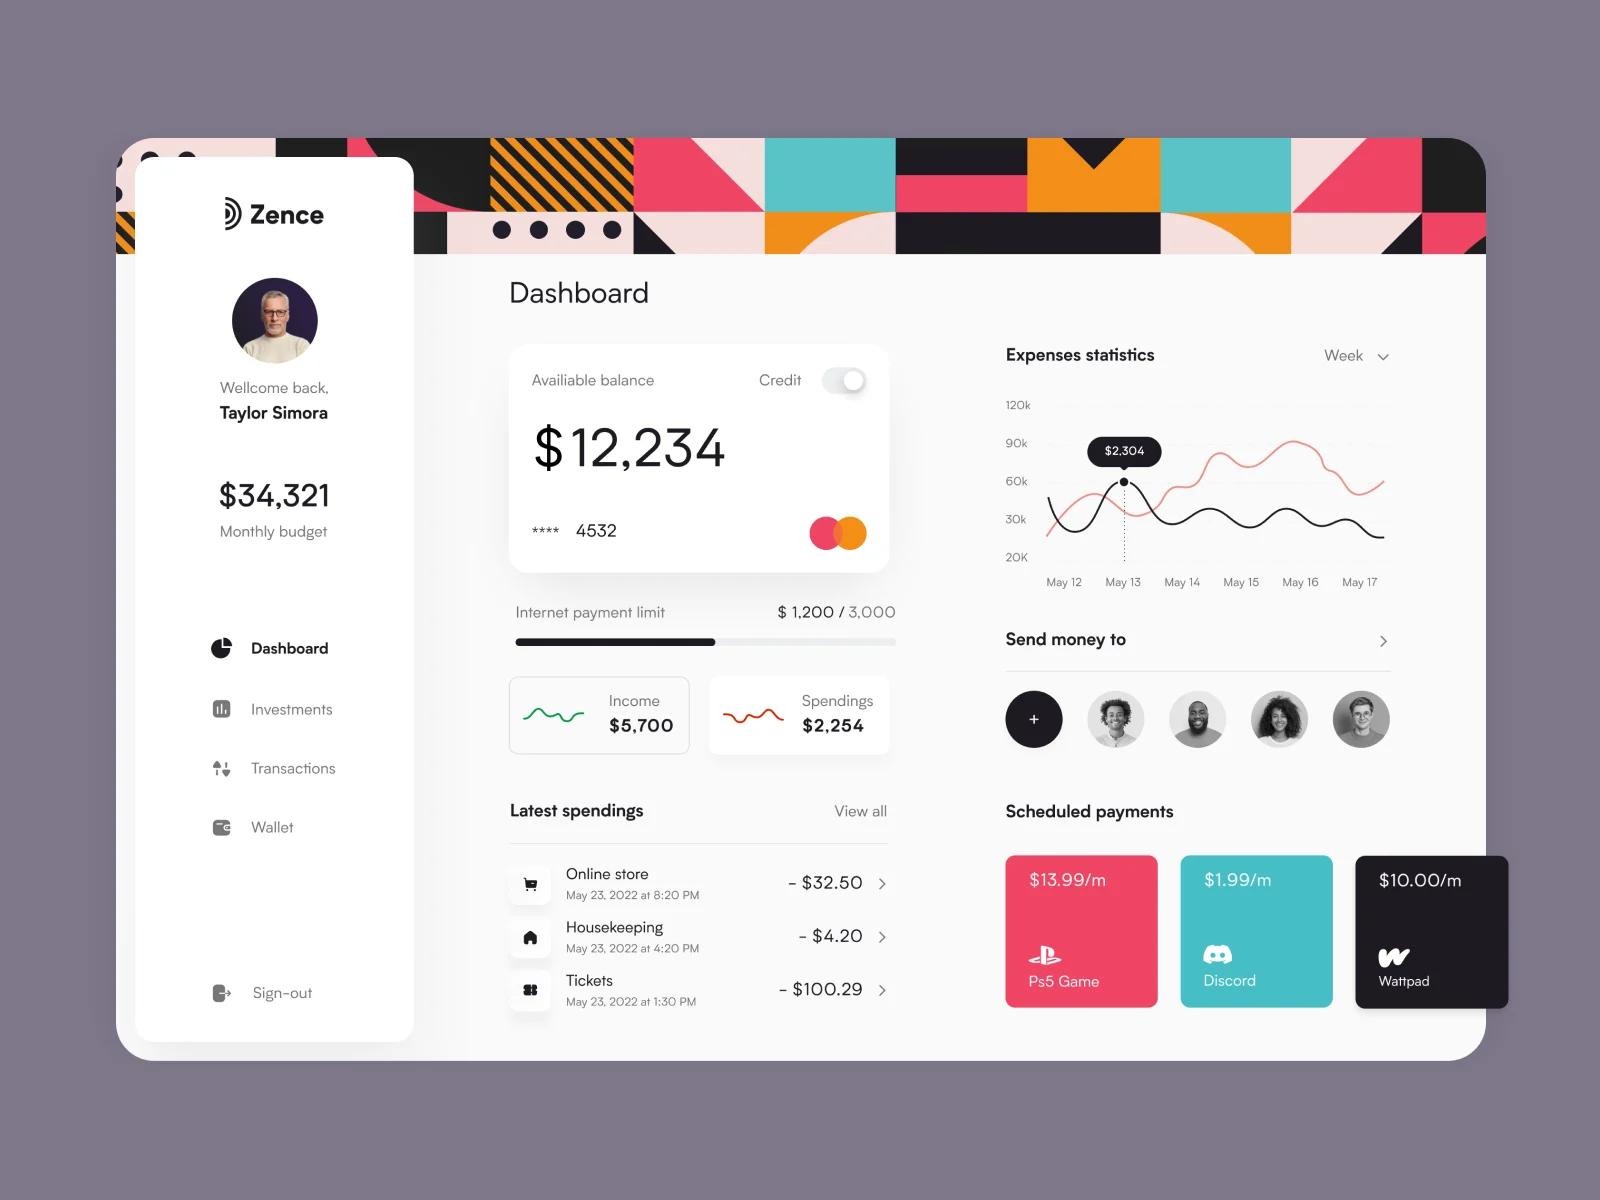 Zence
Wellcome back,
Taylor Simora
$34,321
Monthly budget
Dashboard
Investments
Transactions
Wallet
Sign-out
Dashboard
Availiable balance
Credit
$12,234
**** 4532
Internet payment limit
$ 1,200 / 3,000
Income
$5,700
Spendings
$2,254
Latest spendings
View all
Online store
May 23, 2022 at 8:20 PM
- $32.50
Housekeeping
May 23, 2022 at 4:20 PM
- $4.20
Tickets
May 23, 2022 at 1:30 PM
- $100.29
Expenses statistics
Week
120k
90k
60k
30k
20K
$2,304
May 12 May 13 May 14 May 15 May 16 May 17
Send money to
+
Scheduled payments
$13.99/m
Ps5 Game
$1.99/m
Discord
$10.00/m
Wattpad